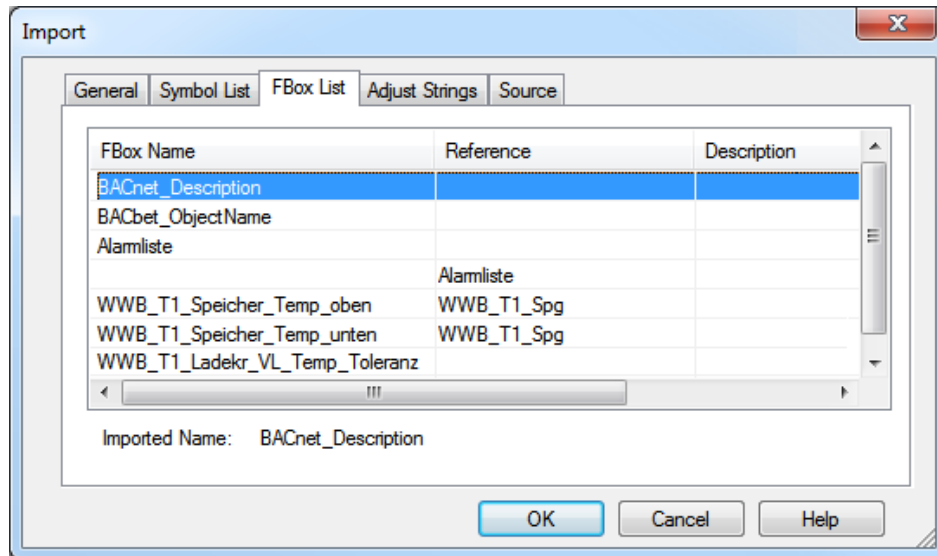 Import
General Symbol List FBox List Adjust Strings Source
FBox Name Reference Description
BACnet_Description
BACbet_ObjectName
Alarmliste
Alarmliste
WWB_T1_Speicher_Temp_oben WWB_T1_Spg
WWB_T1_Speicher_Temp_unten WWB_T1_Spg
WWB_T1_Ladekr_VL_Temp_Toleranz
Imported Name: BACnet_Description
OK Cancel Help